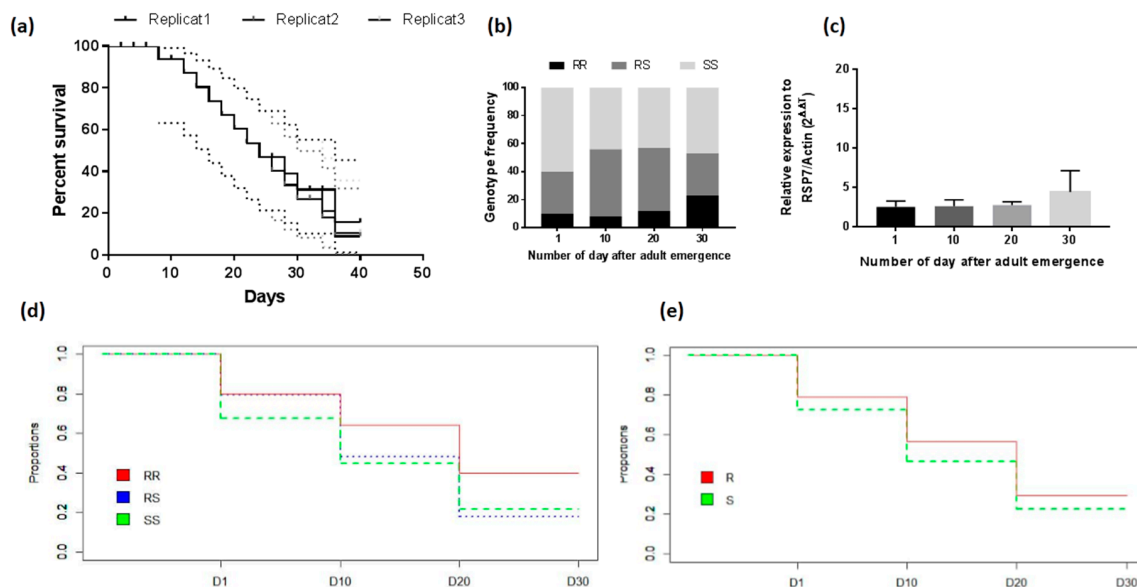 (a)
Replicat1 Replicat2 Replicat3
Percent survival
100
80
60
40
20
0
0 10 20 30 40 50
Days
(b)
RR RS SS
Genotype frequency
100
80
60
40
20
0
1 10 20 30
Number of day after adult emergence
(c)
Relative expression to
RSP7/Actin (2^ΔΔT)
20
15
10
5
0
1 10 20 30
Number of day after adult emergence
(d)
Proportions
1.0
0.8
0.6
0.4
0.2
0.0
RR
RS
SS
D1 D10 D20 D30
(e)
Proportions
1.0
0.8
0.6
0.4
0.2
0.0
R
S
D1 D10 D20 D30